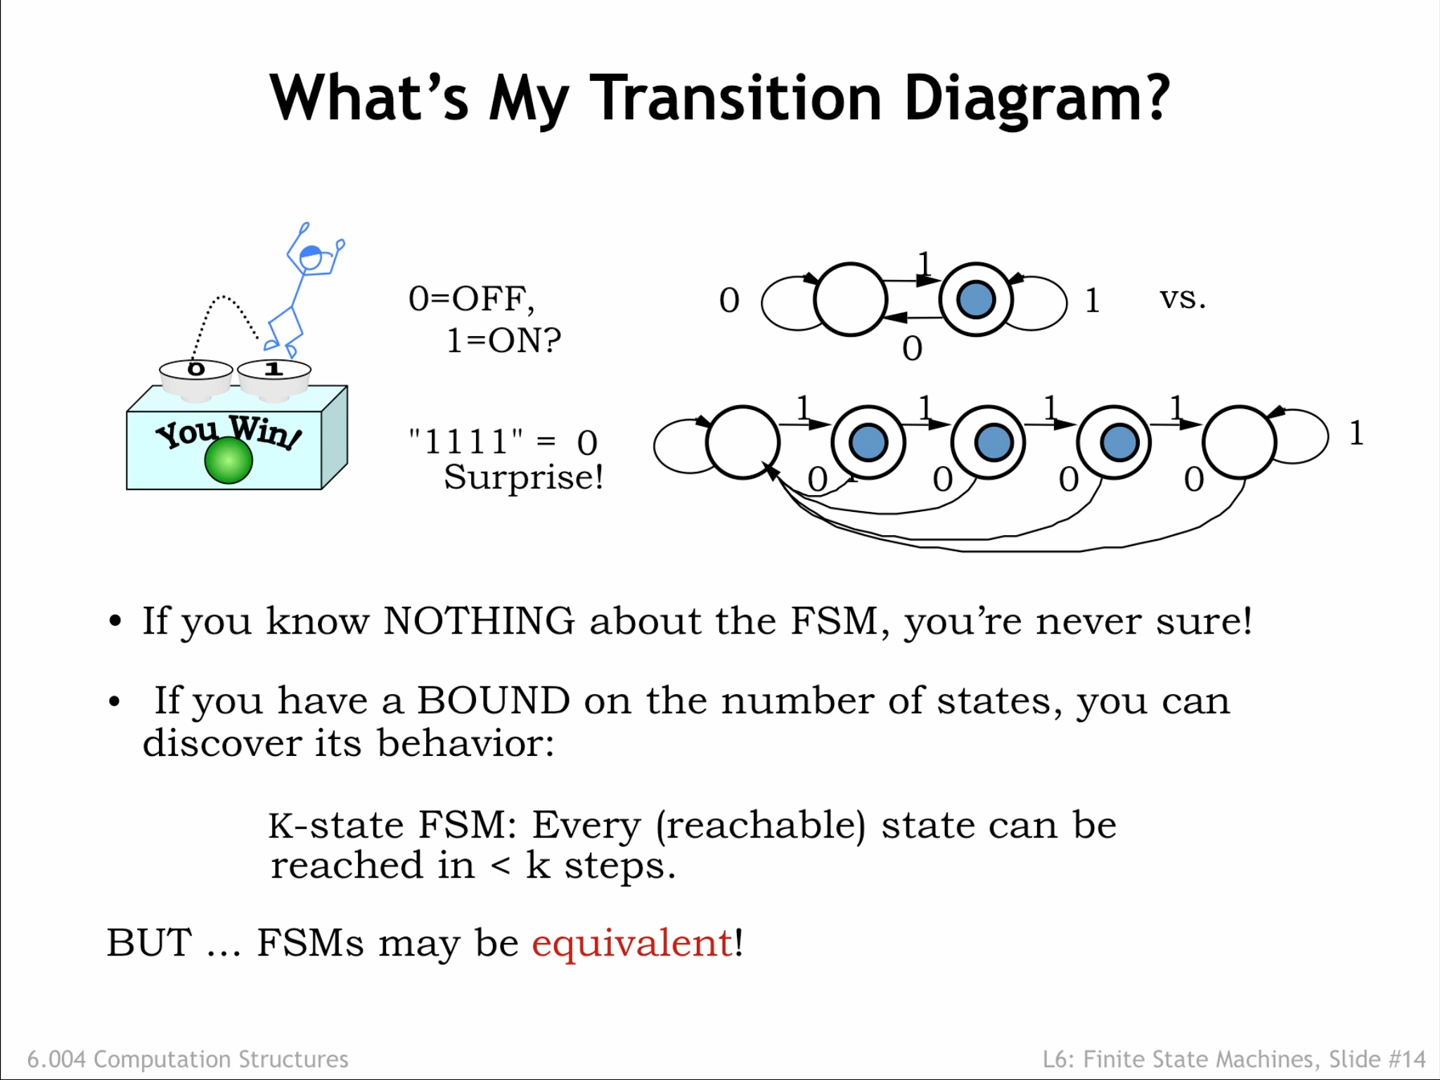 What's My Transition Diagram?
0=OFF,
1=ON?
0
1
0
1
vs.
0
1
You Win!
"1111" = 0
Surprise!
1
1
1
1
1
0
0
0
0
• If you know NOTHING about the FSM, you're never sure!
• If you have a BOUND on the number of states, you can
discover its behavior:
K-state FSM: Every (reachable) state can be
reached in < k steps.
BUT ... FSMs may be equivalent!
6.004 Computation Structures
L6: Finite State Machines, Slide #14